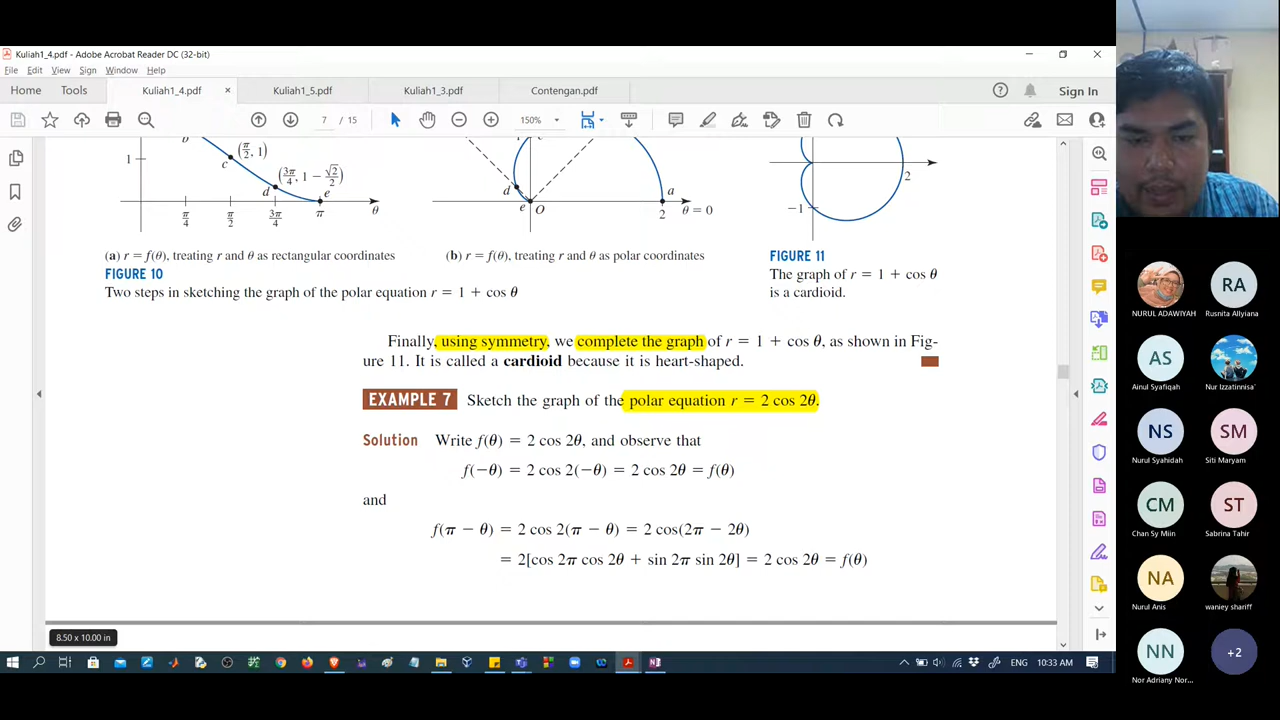 Kuliah1_4.pdf - Adobe Acrobat Reader DC (32-bit)
File Edit View Sign Window Help
Home Tools Kuliah1_4.pdf × Kuliah1_5.pdf Kuliah1_3.pdf Contengan.pdf Sign In
7 / 15 150%
1
c
(π/2, 1)
d
(3π/4, 1 − √2/2)
e
π/4 π/2 3π/4 π θ
d
e O
a
2 θ = 0
2
−1
(a) r = f(θ), treating r and θ as rectangular coordinates
(b) r = f(θ), treating r and θ as polar coordinates
FIGURE 10
Two steps in sketching the graph of the polar equation r = 1 + cos θ
FIGURE 11
The graph of r = 1 + cos θ
is a cardioid.
Finally, using symmetry, we complete the graph of r = 1 + cos θ, as shown in Fig-
ure 11. It is called a cardioid because it is heart-shaped.
EXAMPLE 7 Sketch the graph of the polar equation r = 2 cos 2θ.
Solution Write f(θ) = 2 cos 2θ, and observe that
f(−θ) = 2 cos 2(−θ) = 2 cos 2θ = f(θ)
and
f(π − θ) = 2 cos 2(π − θ) = 2 cos(2π − 2θ)
= 2[cos 2π cos 2θ + sin 2π sin 2θ] = 2 cos 2θ = f(θ)
8.50 x 10.00 in
ENG 10:33 AM
NURUL ADAWIYAH
RA
Rusnita Allyiana
AS
Ainul Syafiqah
Nur Izzatinnisa'
NS
Nurul Syahidah
SM
Siti Maryam
CM
Chan Sy Miin
ST
Sabrina Tahir
NA
Nurul Anis
waniey shariff
NN
Nor Adriany Nor...
+2